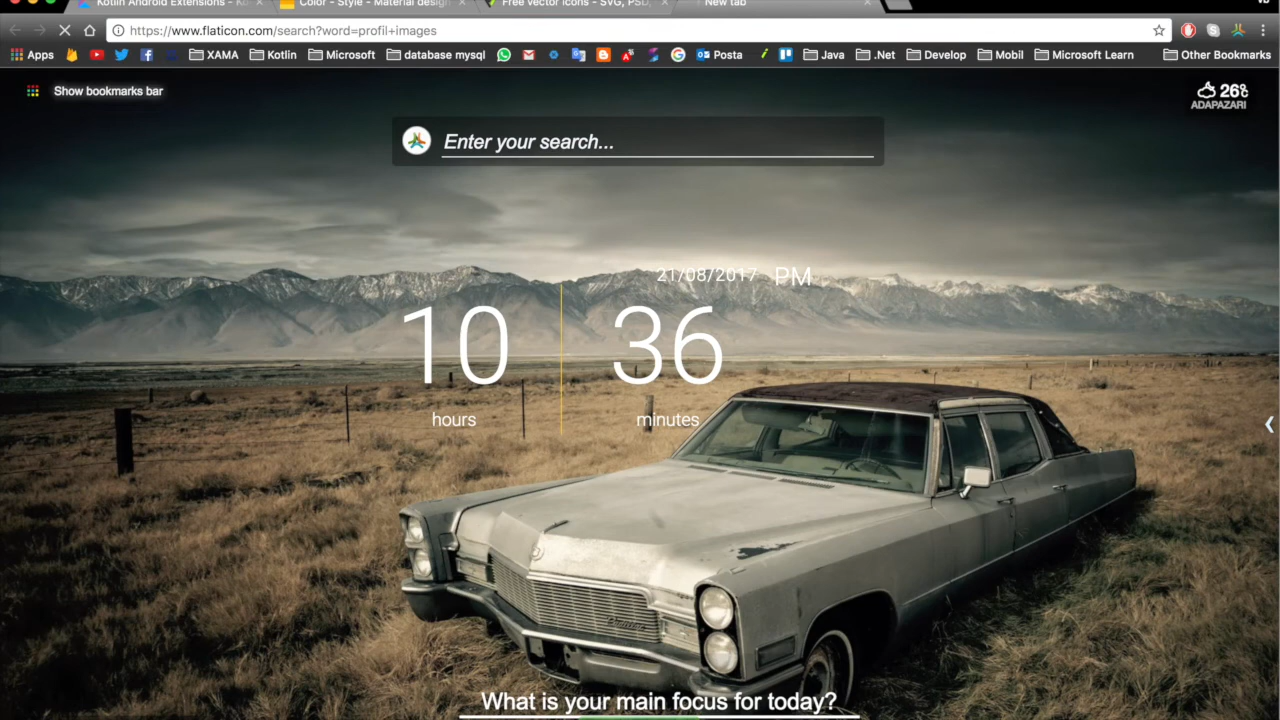 Kotlin Android Extensions - Ko
Color - Style - Material design
Free vector icons - SVG, PSD,
New tab
https://www.flaticon.com/search?word=profil+images
Apps XAMA Kotlin Microsoft database mysql Posta Java .Net Develop Mobil Microsoft Learn Other Bookmarks
Show bookmarks bar
26°c
ADAPAZARI
Enter your search...
21/08/2017 PM
10 36
hours minutes
What is your main focus for today?